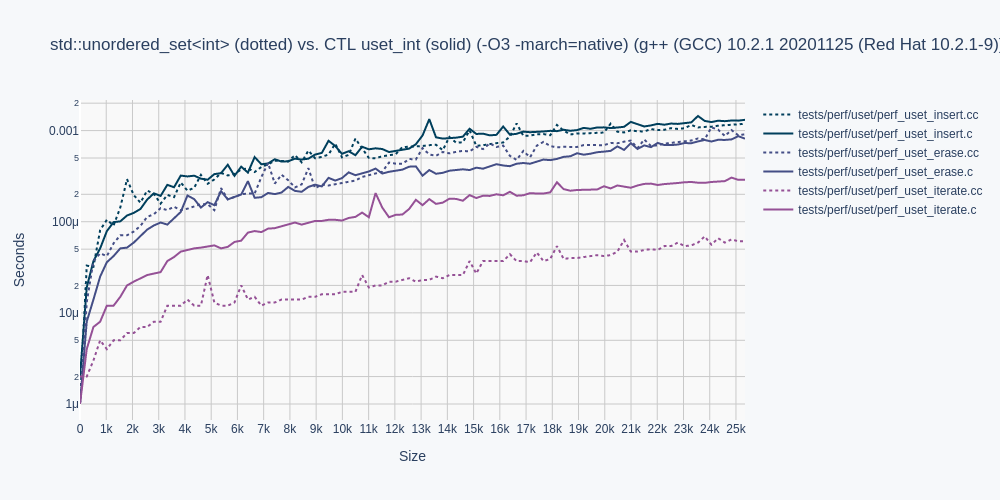 std::unordered_set<int> (dotted) vs. CTL uset_int (solid) (-O3 -march=native) (g++ (GCC) 10.2.1 20201125 (Red Hat 10.2.1-9))
2
0.001
5
2
100μ
5
2
10μ
5
2
1μ
Seconds
0 1k 2k 3k 4k 5k 6k 7k 8k 9k 10k 11k 12k 13k 14k 15k 16k 17k 18k 19k 20k 21k 22k 23k 24k 25k
Size
tests/perf/uset/perf_uset_insert.cc
tests/perf/uset/perf_uset_insert.c
tests/perf/uset/perf_uset_erase.cc
tests/perf/uset/perf_uset_erase.c
tests/perf/uset/perf_uset_iterate.cc
tests/perf/uset/perf_uset_iterate.c